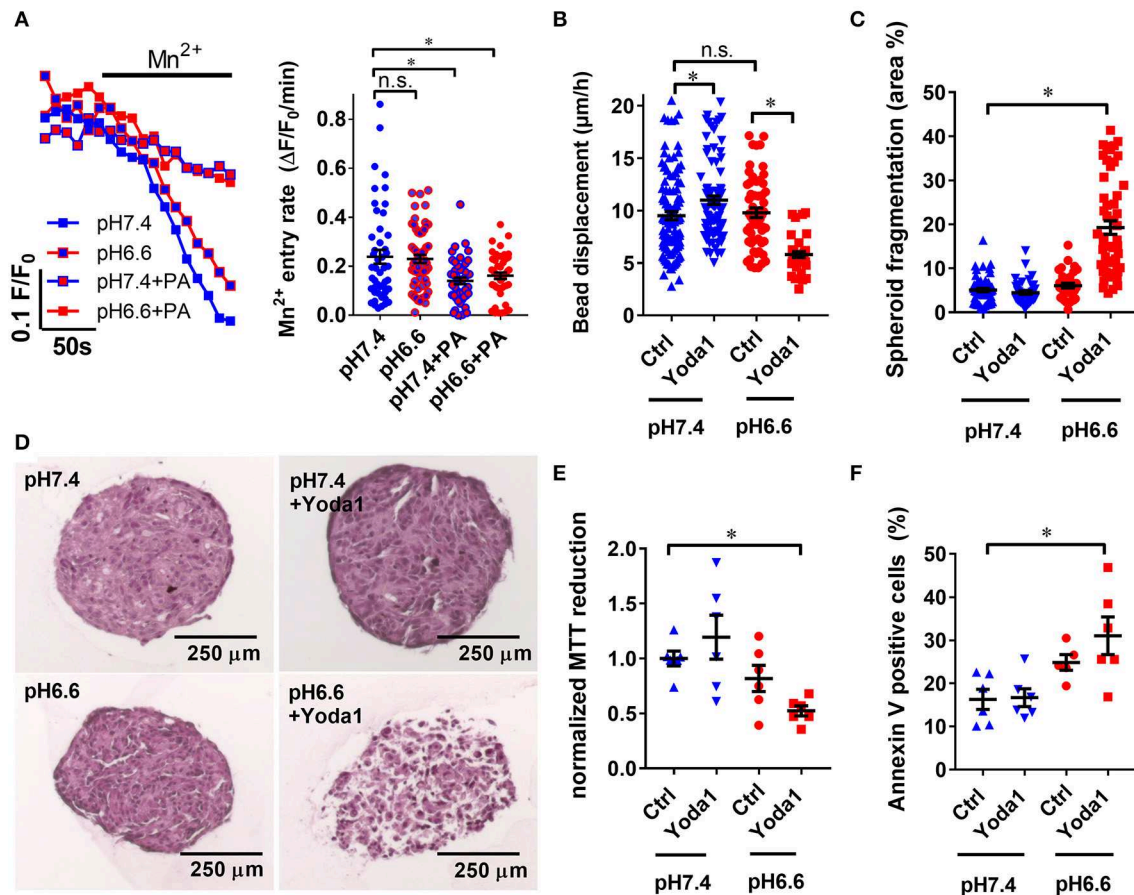 A
Mn2+
pH7.4
pH6.6
pH7.4+PA
pH6.6+PA
0.1 F/F0
50s
Mn2+ entry rate (ΔF/F0/min)
0.8
0.6
0.4
0.2
0.0
n.s.
*
*
pH7.4
pH6.6
pH7.4+PA
pH6.6+PA
B
Bead displacement (μm/h)
20
15
10
5
0
n.s.
*
*
Ctrl
Yoda1
Ctrl
Yoda1
pH7.4
pH6.6
C
Spheroid fragmentation (area %)
50
40
30
20
10
0
*
Ctrl
Yoda1
Ctrl
Yoda1
pH7.4
pH6.6
D
pH7.4
250 μm
pH7.4
+Yoda1
250 μm
pH6.6
250 μm
pH6.6
+Yoda1
250 μm
E
normalized MTT reduction
2.0
1.5
1.0
0.5
0.0
*
Ctrl
Yoda1
Ctrl
Yoda1
pH7.4
pH6.6
F
Annexin V positive cells (%)
50
40
30
20
10
0
*
Ctrl
Yoda1
Ctrl
Yoda1
pH7.4
pH6.6